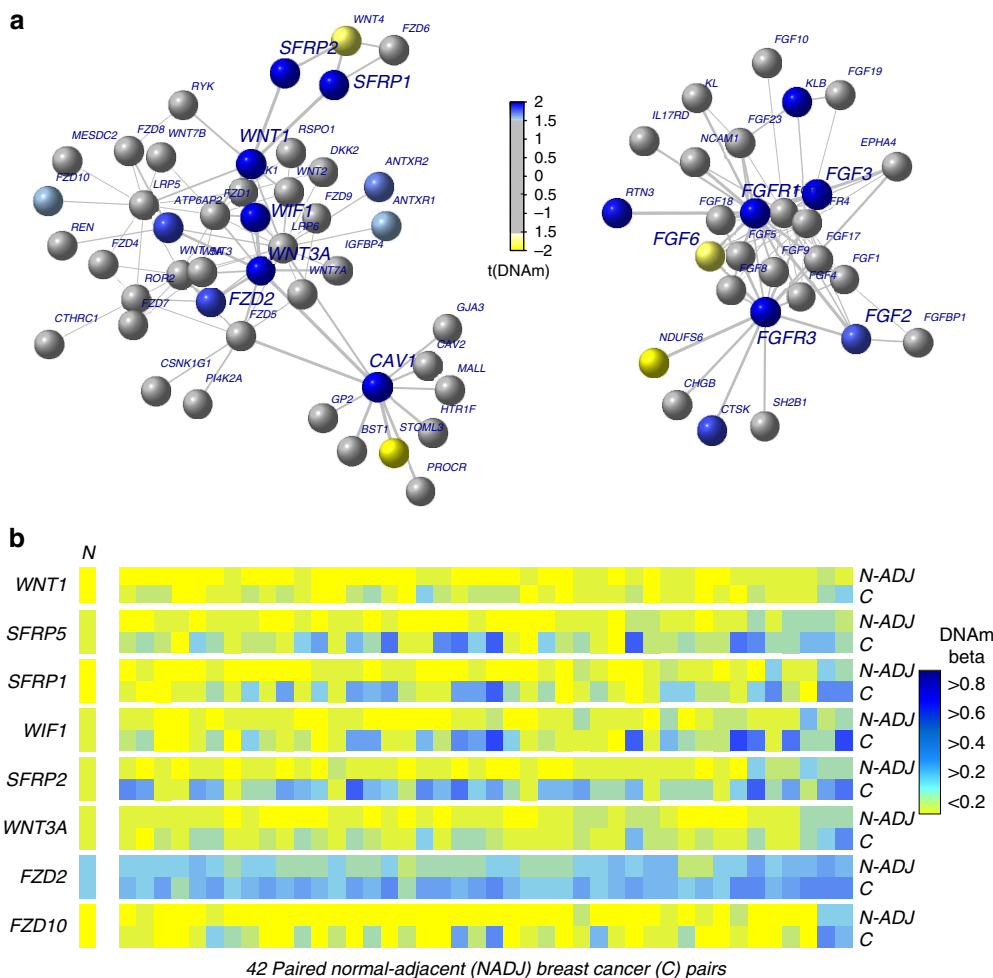 a
WNT4
FZD6
SFRP2
SFRP1
RYK
MESDC2
FZD8
WNT7B
WNT1
RSPO1
DKK2
ANTXR2
FZD10
LRP5
KK1
WNT2
ATP6AP2
FZD1
FZD9
ANTXR1
WIF1
LRP6
IGFBP4
REN
FZD4
WNT3A
WNT7A
ROR2
FZD7
FZD2
FZD5
CTHRC1
CSNK1G1
PI4K2A
CAV1
GJA3
CAV2
MALL
HTR1F
GP2
BST1
STOML3
PROCR
2
1.5
1
0.5
0
0.5
−1
1.5
−2
t(DNAm)
FGF10
KL
KLB
FGF19
IL17RD
FGF23
NCAM1
EPHA4
RTN3
FGFR1
FGF3
FR4
FGF18
FGF6
FGF5
FGF17
FGF9
FGF8
FGF4
FGF1
FGFR3
FGF2
FGFBP1
NDUFS6
CHGB
CTSK
SH2B1
b
N
WNT1
N-ADJ
C
SFRP5
N-ADJ
C
SFRP1
N-ADJ
C
WIF1
N-ADJ
C
SFRP2
N-ADJ
C
WNT3A
N-ADJ
C
FZD2
N-ADJ
C
FZD10
N-ADJ
C
DNAm
beta
>0.8
>0.6
>0.4
>0.2
<0.2
42 Paired normal-adjacent (NADJ) breast cancer (C) pairs